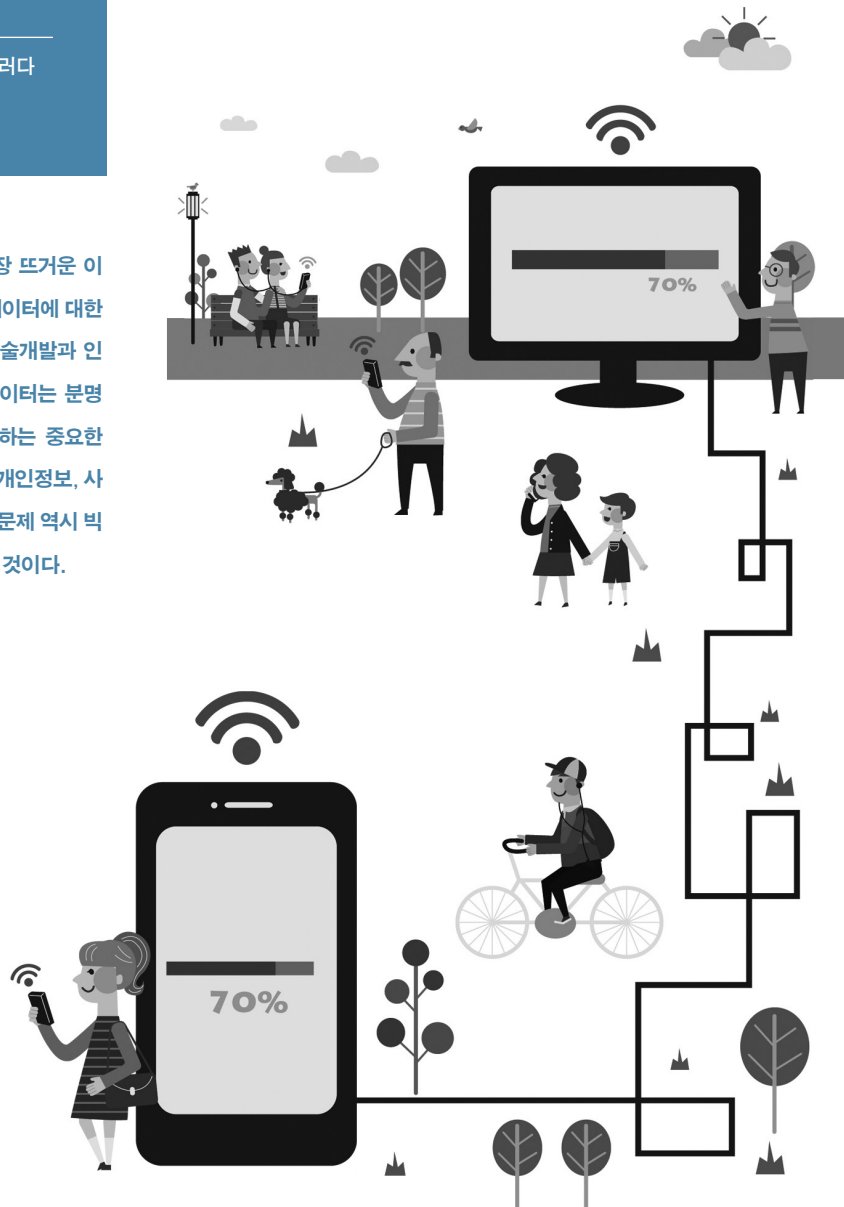 러다
장 뜨거운 이
데이터에 대한
술개발과 인
이터는 분명
하는 중요한
개인정보, 사
문제 역시 빅
것이다.
70%
70%